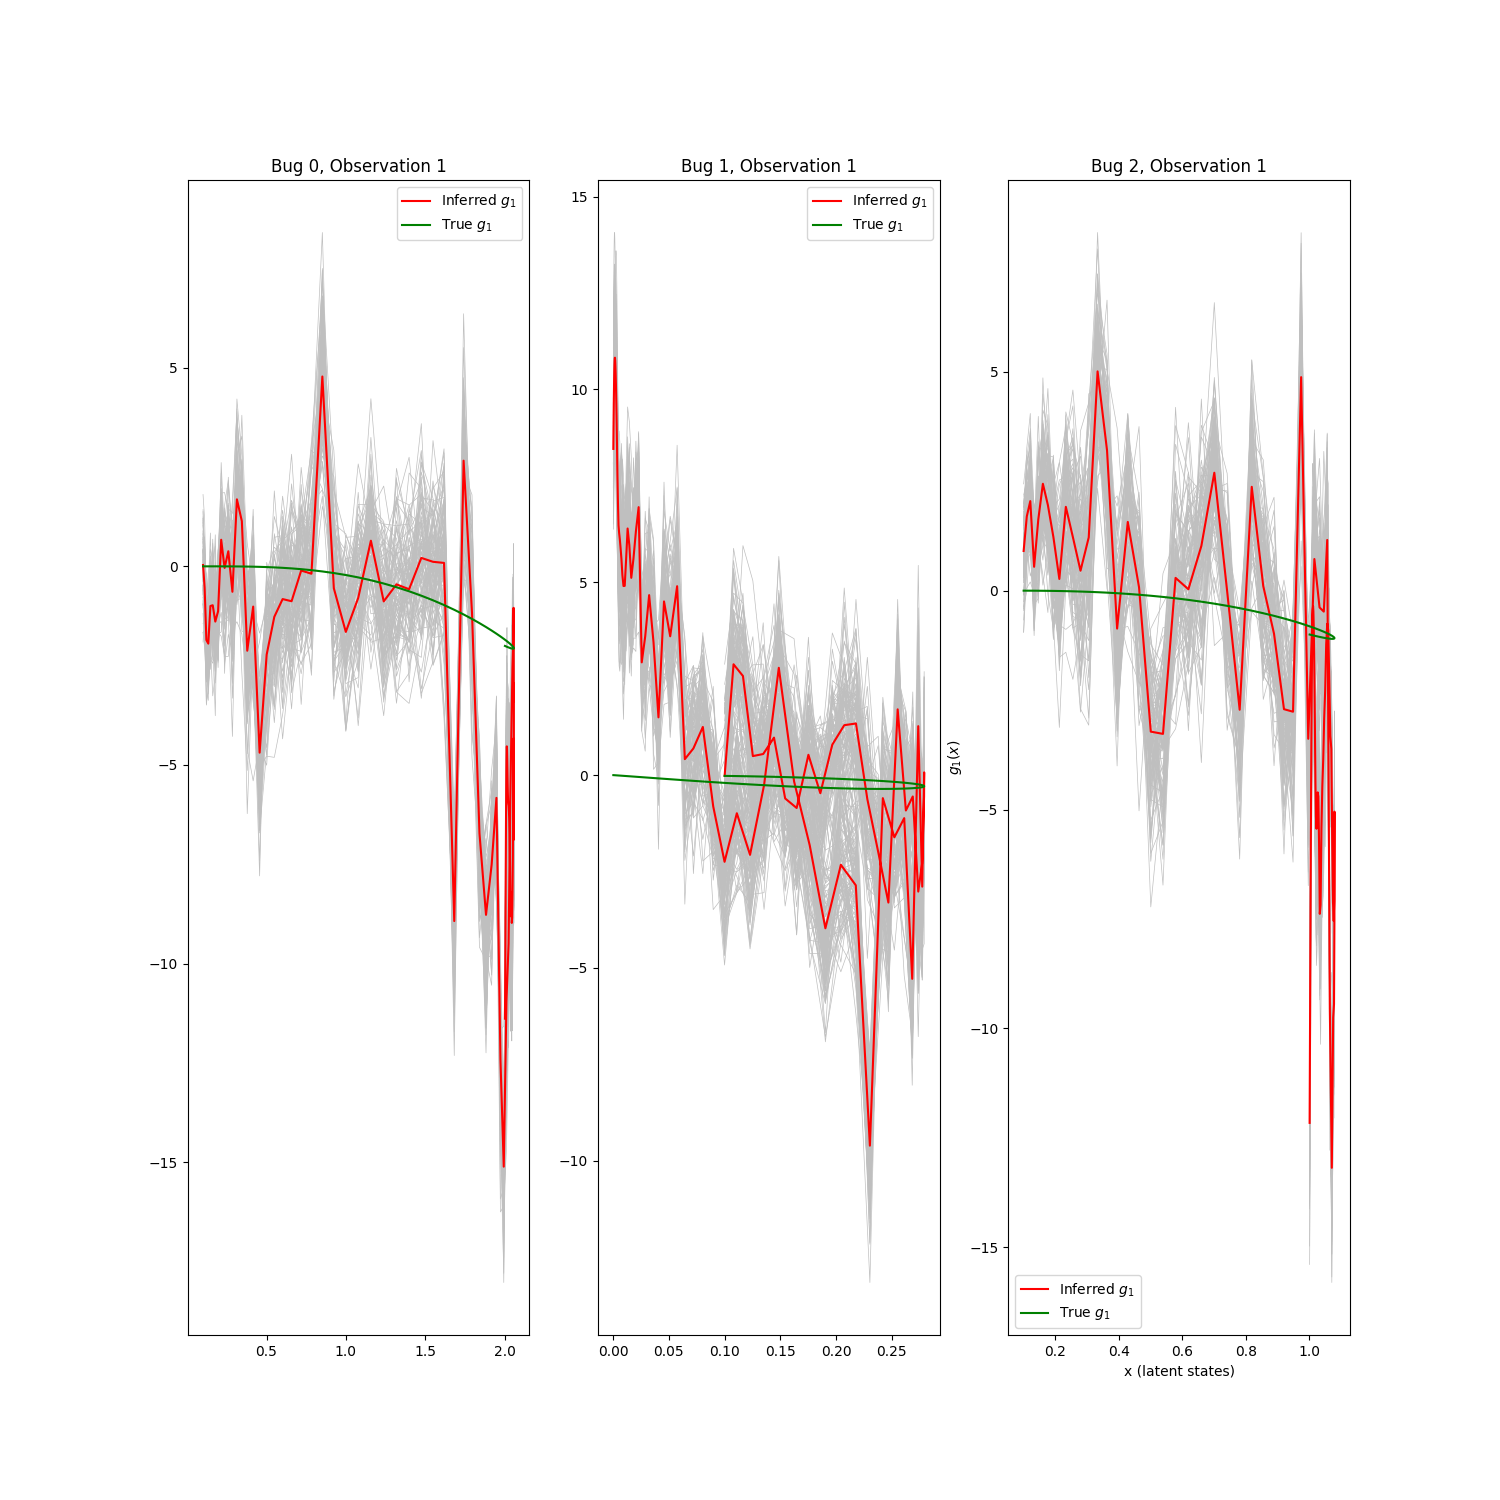 Bug 0, Observation 1
Inferred g₁
True g₁
5
0
−5
−10
−15
0.5 1.0 1.5 2.0
Bug 1, Observation 1
Inferred g₁
True g₁
15
10
5
0
−5
−10
0.00 0.05 0.10 0.15 0.20 0.25
Bug 2, Observation 1
g₁(x)
5
0
−5
−10
−15
Inferred g₁
True g₁
0.2 0.4 0.6 0.8 1.0
x (latent states)